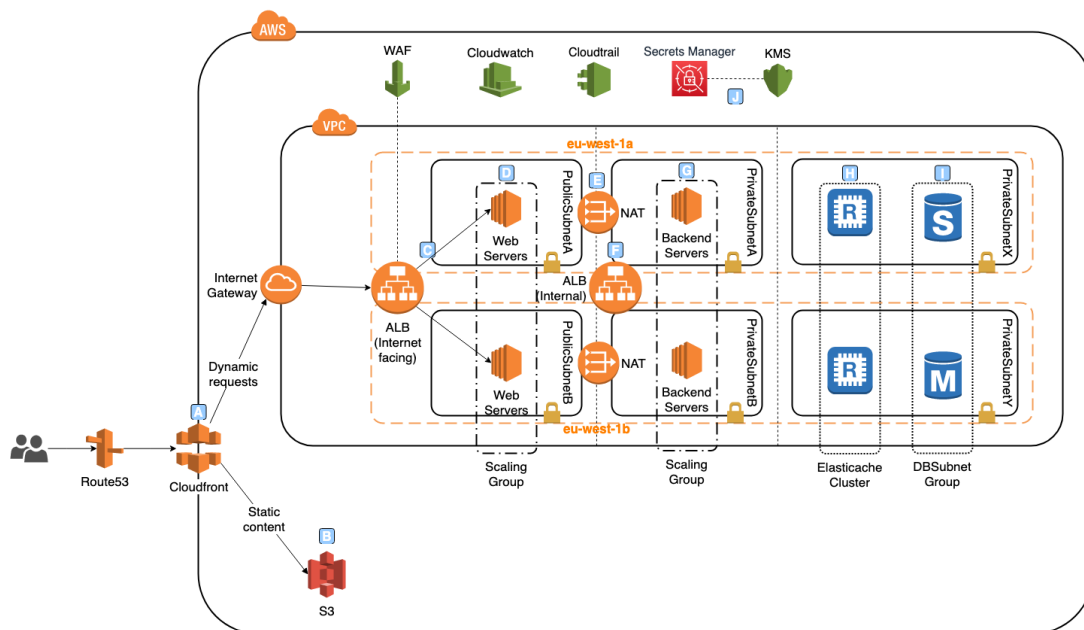 AWS
WAF
Cloudwatch
Cloudtrail
Secrets Manager
KMS
J
VPC
eu-west-1a
D
E
G
H
I
PublicSubnetA
PrivateSubnetA
PrivateSubnetX
NAT
R
S
C
Web
Servers
Backend
Servers
F
Internet
Gateway
ALB
(Internal)
ALB
(Internet
facing)
PublicSubnetB
PrivateSubnetB
PrivateSubnetY
NAT
R
M
Web
Servers
Backend
Servers
Dynamic
requests
A
eu-west-1b
Route53
Cloudfront
Scaling
Group
Scaling
Group
Elasticache
Cluster
DBSubnet
Group
Static
content
B
S3